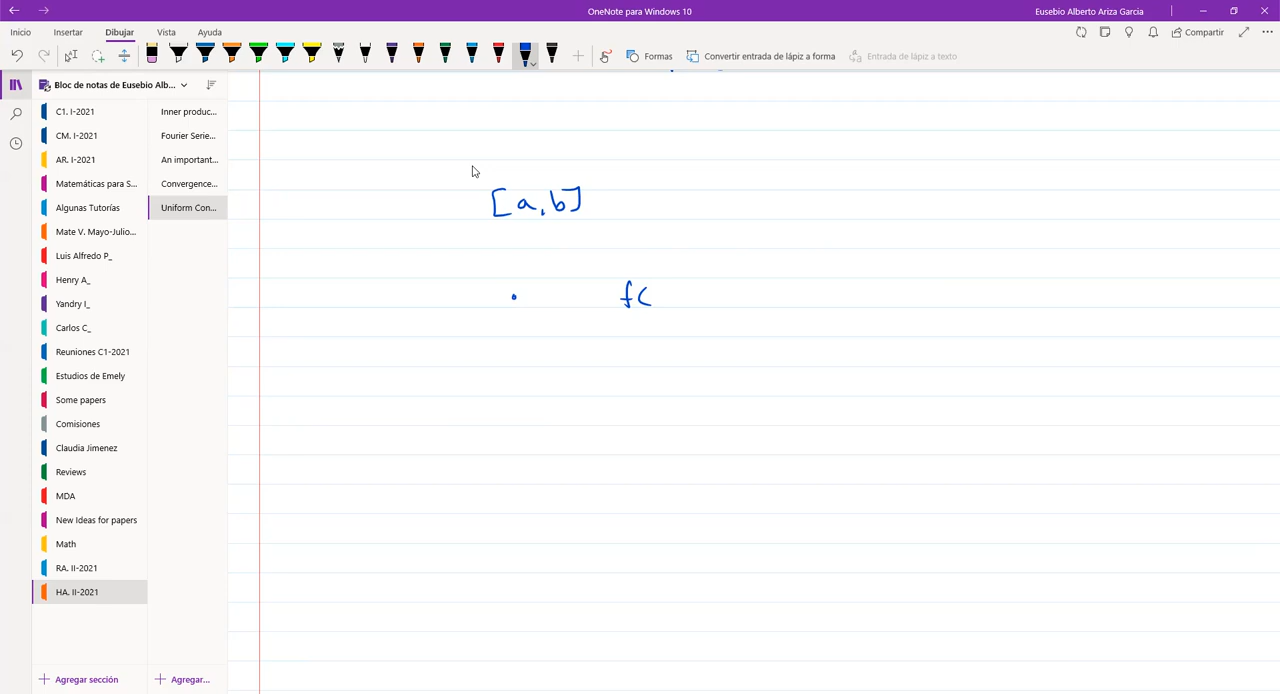 OneNote para Windows 10
Eusebio Alberto Ariza Garcia
Inicio
Insertar
Dibujar
Vista
Ayuda
Compartir
Formas
Convertir entrada de lápiz a forma
Entrada de lápiz a texto
Bloc de notas de Eusebio Alb...
C1. I-2021
CM. I-2021
AR. I-2021
Matemáticas para S...
Algunas Tutorías
Mate V. Mayo-Julio...
Luis Alfredo P_
Henry A_
Yandry I_
Carlos C_
Reuniones C1-2021
Estudios de Emely
Some papers
Comisiones
Claudia Jimenez
Reviews
MDA
New Ideas for papers
Math
RA. II-2021
HA. II-2021
Agregar sección
Inner produc...
Fourier Serie...
An important...
Convergence...
Uniform Con...
Agregar...
[a,b]
· f(